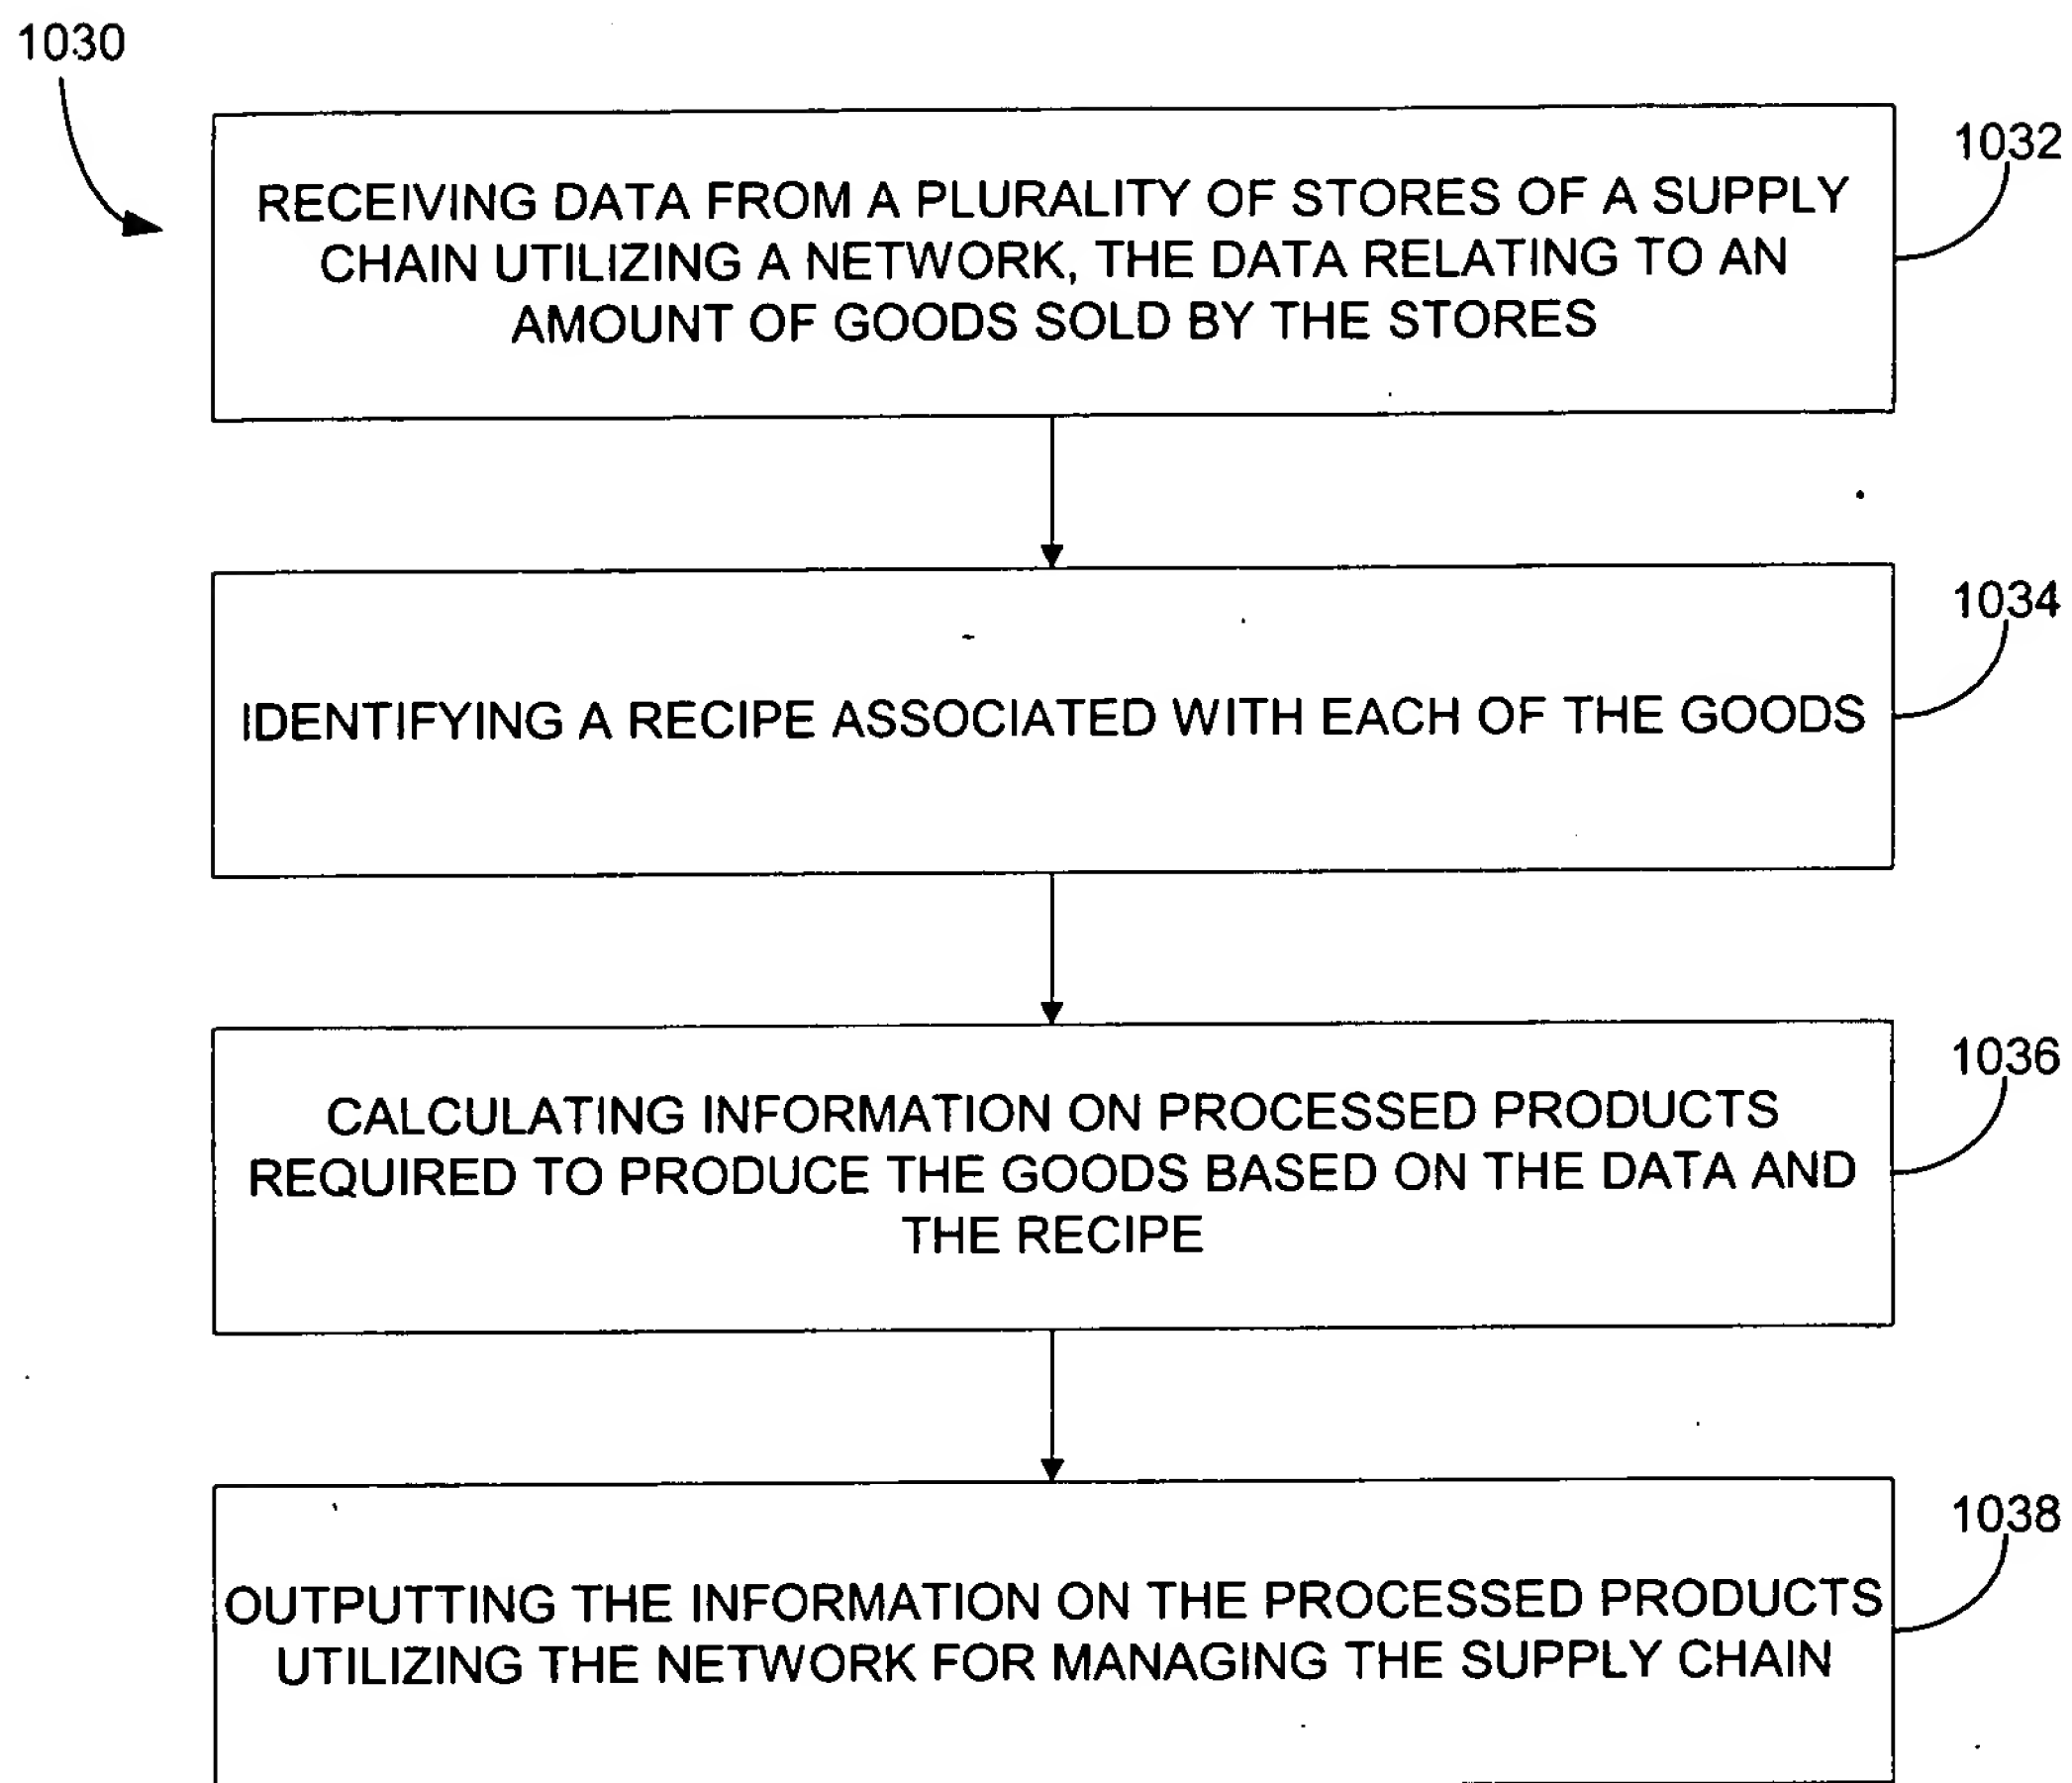 1030
1032
RECEIVING DATA FROM A PLURALITY OF STORES OF A SUPPLY
CHAIN UTILIZING A NETWORK, THE DATA RELATING TO AN
AMOUNT OF GOODS SOLD BY THE STORES
1034
IDENTIFYING A RECIPE ASSOCIATED WITH EACH OF THE GOODS
1036
CALCULATING INFORMATION ON PROCESSED PRODUCTS
REQUIRED TO PRODUCE THE GOODS BASED ON THE DATA AND
THE RECIPE
1038
OUTPUTTING THE INFORMATION ON THE PROCESSED PRODUCTS
UTILIZING THE NETWORK FOR MANAGING THE SUPPLY CHAIN